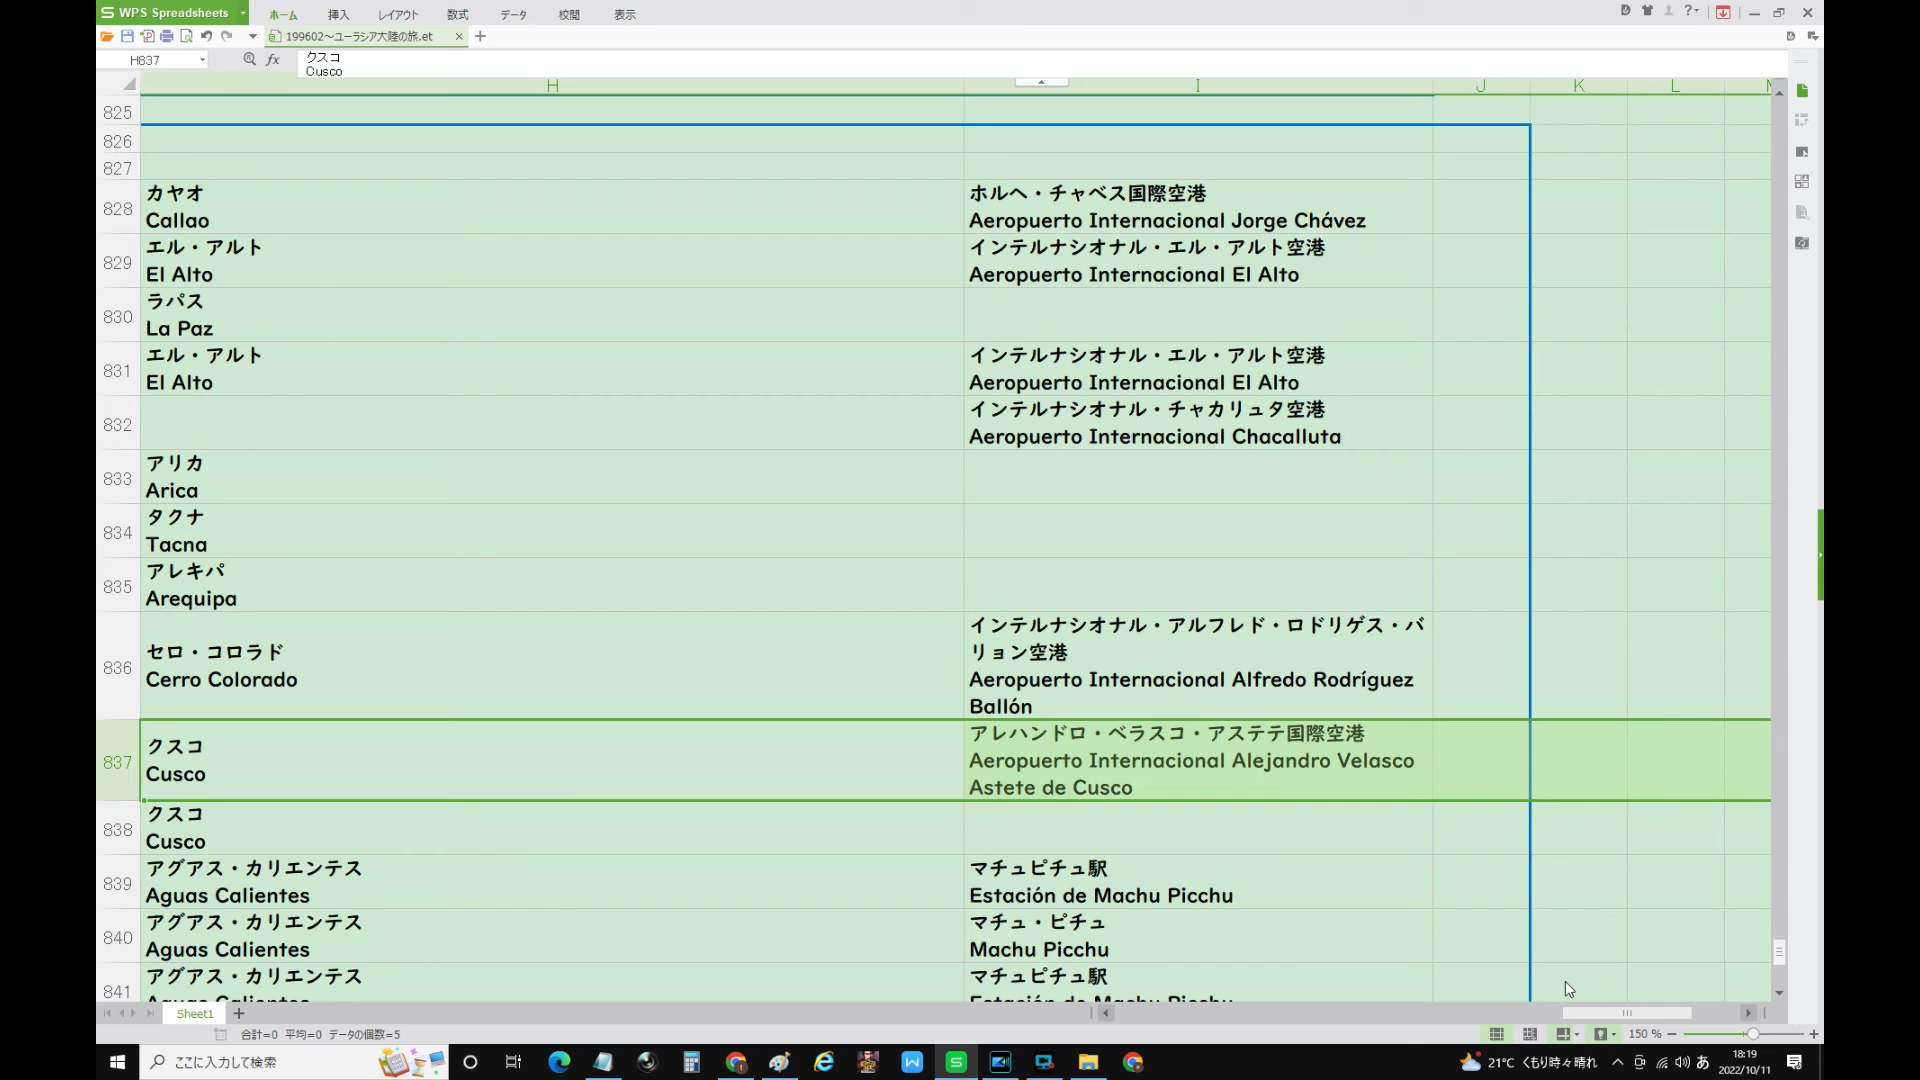 WPS Spreadsheets
ホーム 挿入 レイアウト 数式 データ 校閲 表示
199602～ユーラシア大陸の旅.et
H837 fx クスコ
Cusco
H I J K L
825
826
827
828 カヤオ ホルヘ・チャベス国際空港
Callao Aeropuerto Internacional Jorge Chávez
829 エル・アルト インテルナシオナル・エル・アルト空港
El Alto Aeropuerto Internacional El Alto
830 ラパス
La Paz
831 エル・アルト インテルナシオナル・エル・アルト空港
El Alto Aeropuerto Internacional El Alto
832 インテルナシオナル・チャカリュタ空港
Aeropuerto Internacional Chacalluta
833 アリカ
Arica
834 タクナ
Tacna
835 アレキパ
Arequipa
836 セロ・コロラド インテルナシオナル・アルフレド・ロドリゲス・バ
リョン空港
Cerro Colorado Aeropuerto Internacional Alfredo Rodríguez
Ballón
837 クスコ アレハンドロ・ベラスコ・アステテ国際空港
Cusco Aeropuerto Internacional Alejandro Velasco
Astete de Cusco
838 クスコ
Cusco
839 アグアス・カリエンテス マチュピチュ駅
Aguas Calientes Estación de Machu Picchu
840 アグアス・カリエンテス マチュ・ピチュ
Aguas Calientes Machu Picchu
841 アグアス・カリエンテス マチュピチュ駅
Aguas Calientes Estación de Machu Picchu
Sheet1
合計=0 平均=0 データの個数=5
150 %
ここに入力して検索
21°C くもり時々晴れ あ 18:19
2022/10/11